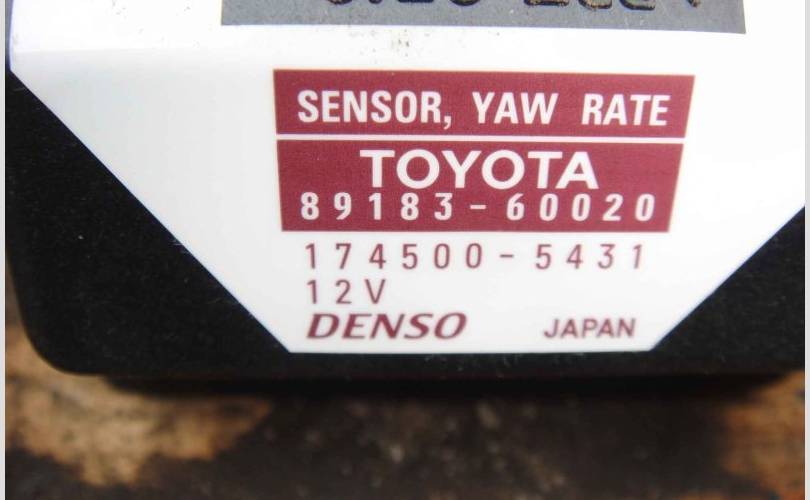 SENSOR, YAW RATE
TOYOTA
89183-60020
174500-5431
12V
DENSO JAPAN